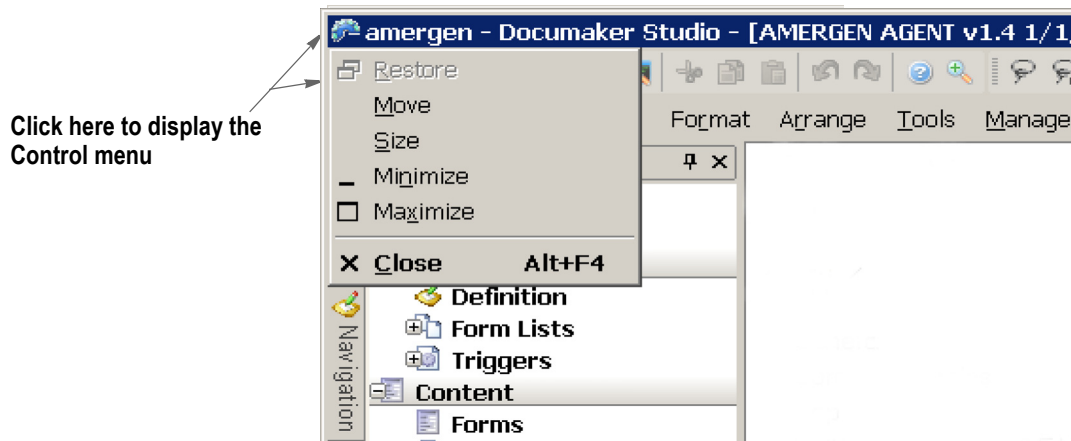 amergen - Documaker Studio - [AMERGEN AGENT v1.4 1/1
Restore
Move
Size
Minimize
Maximize
Close Alt+F4
Format Arrange Tools Manage
Click here to display the
Control menu
Definition
Form Lists
Triggers
Content
Forms
Navigation